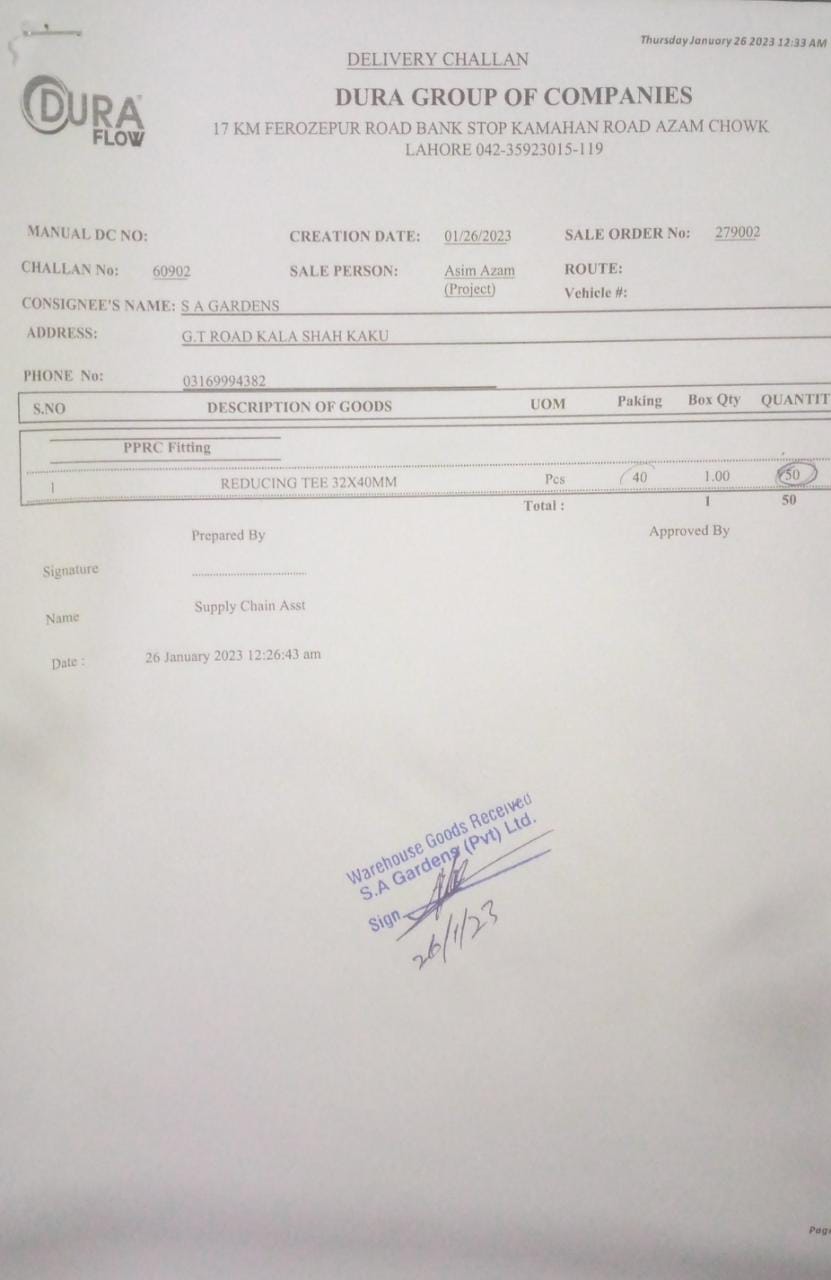 Thursday January 26 2023 12:33 AM
DELIVERY CHALLAN
DURA FLOW
DURA GROUP OF COMPANIES
17 KM FEROZEPUR ROAD BANK STOP KAMAHAN ROAD AZAM CHOWK
LAHORE 042-35923015-119
MANUAL DC NO: CREATION DATE: 01/26/2023 SALE ORDER No: 279002
CHALLAN No: 60902 SALE PERSON: Asim Azam (Project) ROUTE:
Vehicle #:
CONSIGNEE'S NAME: S A GARDENS
ADDRESS: G.T ROAD KALA SHAH KAKU
PHONE No: 03169994382
S.NO DESCRIPTION OF GOODS UOM Paking Box Qty QUANTIT
PPRC Fitting
1 REDUCING TEE 32X40MM Pcs 40 1.00 50
Total : 1 50
Prepared By Approved By
Signature
Name Supply Chain Asst
Date : 26 January 2023 12:26:43 am
Warehouse Goods Received
S.A Gardens (Pvt) Ltd.
Sign
26/1/23
Page